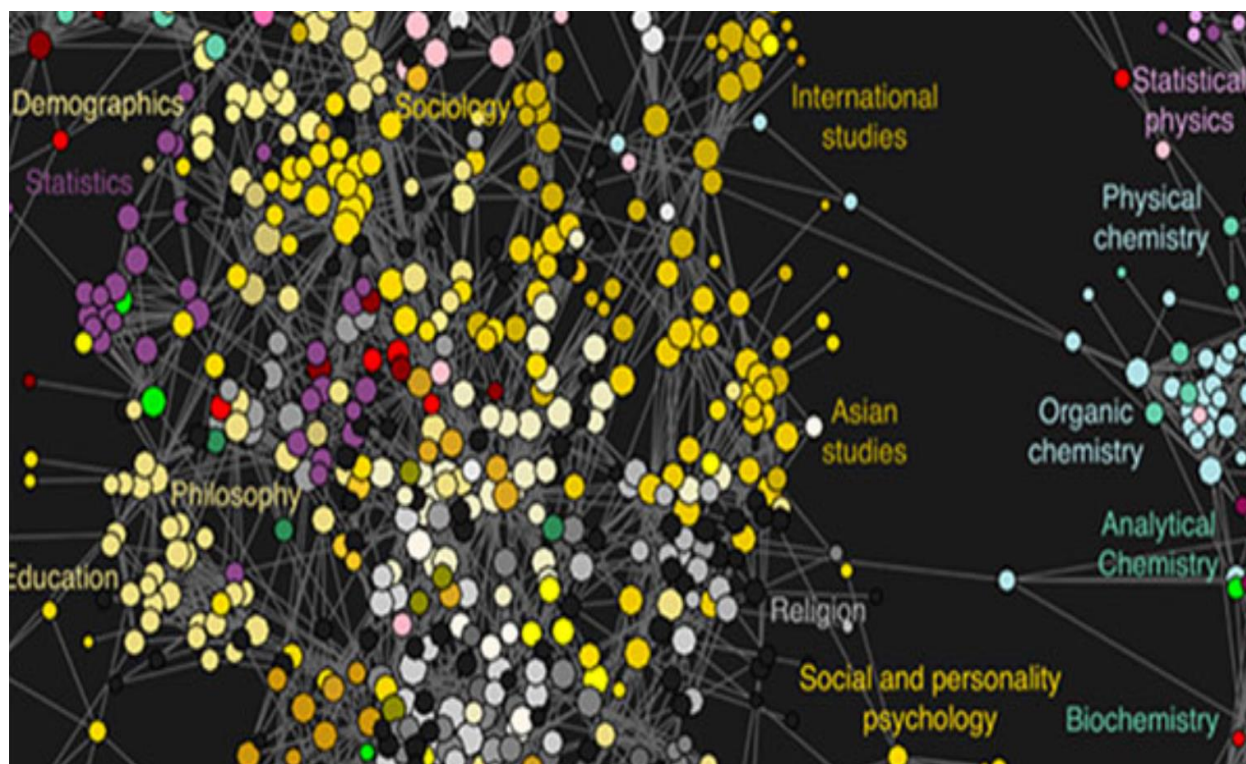 Demographics
Sociology
International
studies
Statistical
physics
Statistics
Physical
chemistry
Asian
studies
Organic
chemistry
Philosophy
Analytical
Chemistry
Education
Religion
Social and personality
psychology
Biochemistry